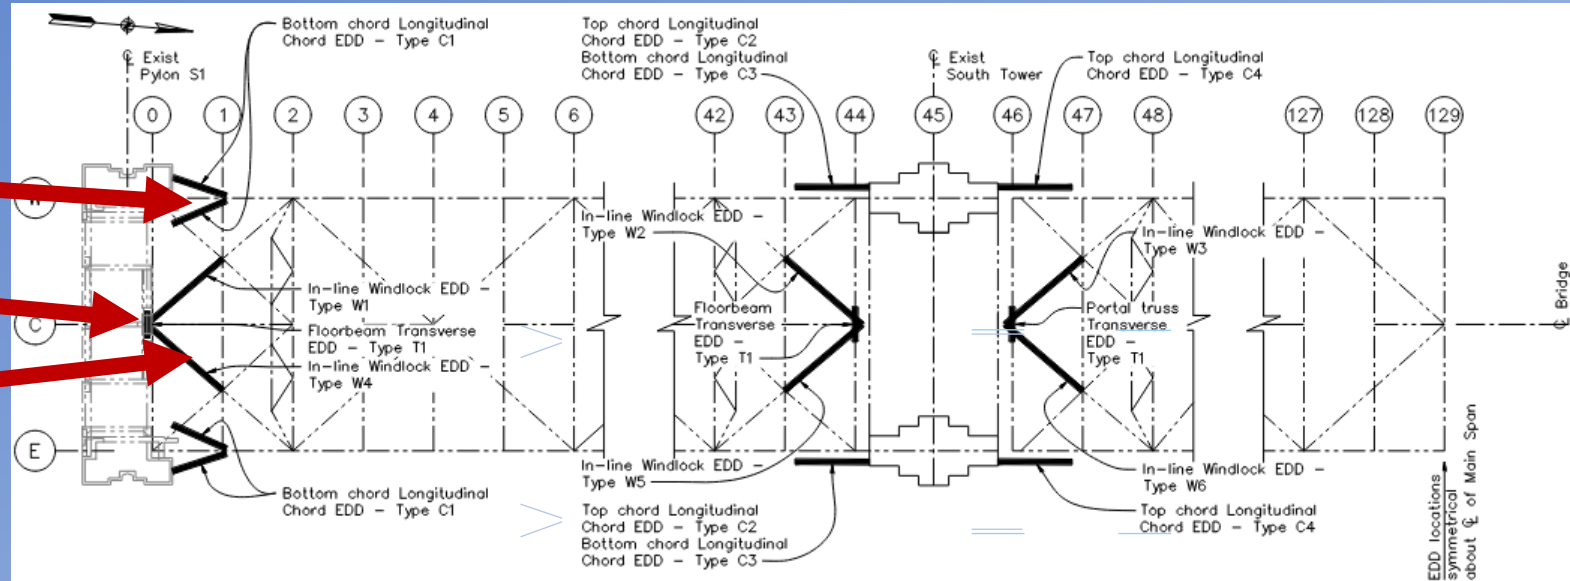 Bottom chord Longitudinal
Chord EDD - Type C1
Top chord Longitudinal
Chord EDD - Type C2
Bottom chord Longitudinal
Chord EDD - Type C3
℄ Exist
Pylon S1
℄ Exist
South Tower
Top chord Longitudinal
Chord EDD - Type C4
0 1 2 3 4 5 6 42 43 44 45 46 47 48 127 128 129
In-line Windlock EDD -
Type W2
In-line Windlock EDD -
Type W3
In-line Windlock EDD -
Type W1
Floorbeam Transverse
EDD - Type T1
In-line Windlock EDD -
Type W4
Floorbeam
Transverse
EDD -
Type T1
Portal truss
Transverse
EDD -
Type T1
℄ Bridge
C
E
In-line Windlock EDD -
Type W5
In-line Windlock EDD -
Type W6
Bottom chord Longitudinal
Chord EDD - Type C1
Top chord Longitudinal
Chord EDD - Type C2
Bottom chord Longitudinal
Chord EDD - Type C3
Top chord Longitudinal
Chord EDD - Type C4
EDD locations
symmetrical
about ℄ of Main Span